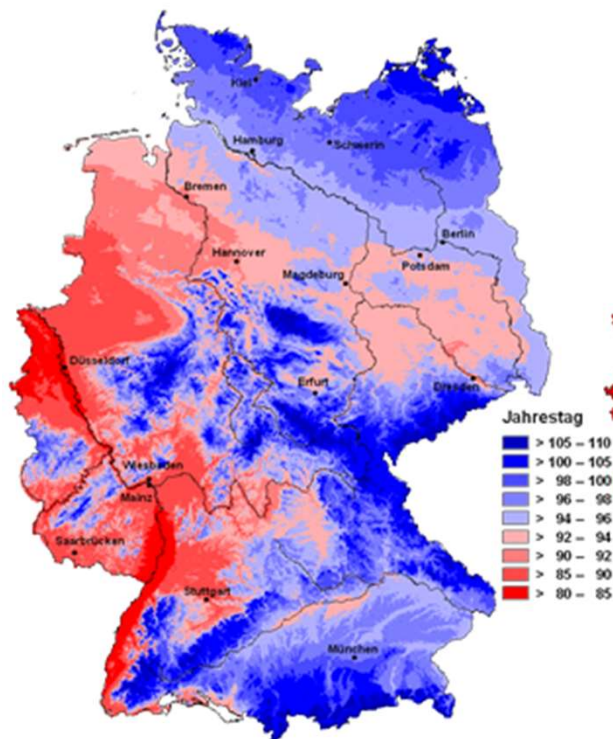 Kiel
Hamburg
Schwerin
Bremen
Berlin
Hannover
Potsdam
Magdeburg
Düsseldorf
Erfurt
Dresden
Wiesbaden
Mainz
Saarbrücken
Stuttgart
München
Jahrestag
> 105 – 110
> 100 – 105
> 98 – 100
> 96 – 98
> 94 – 96
> 92 – 94
> 90 – 92
> 85 – 90
> 80 – 85